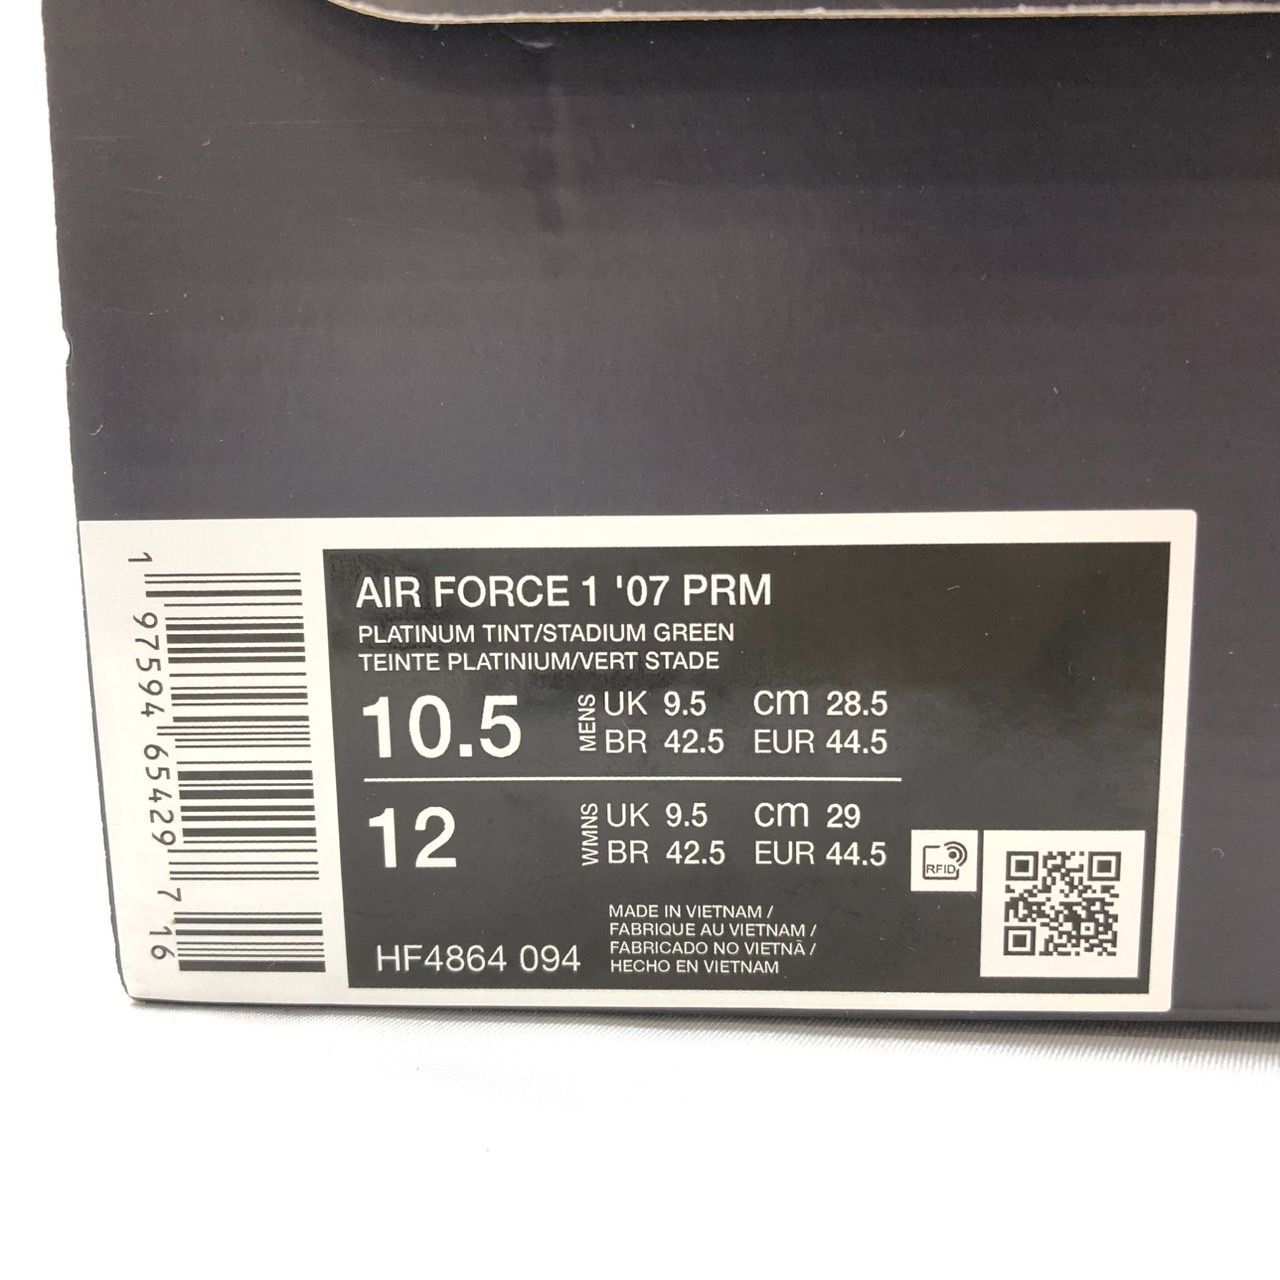 AIR FORCE 1 '07 PRM
PLATINUM TINT/STADIUM GREEN
TEINTE PLATINIUM/VERT STADE
10.5
MENS
UK 9.5 cm 28.5
BR 42.5 EUR 44.5
12
WMNS
UK 9.5 cm 29
BR 42.5 EUR 44.5
RFID
HF4864 094
MADE IN VIETNAM /
FABRIQUE AU VIETNAM /
FABRICADO NO VIETNÃ /
HECHO EN VIETNAM
1 97594 65429 7 16